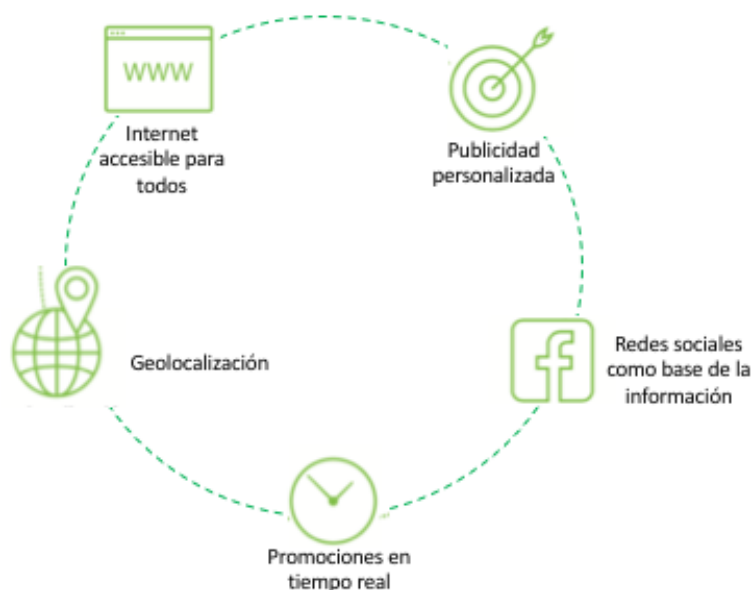 WWW
Internet
accesible para
todos
Publicidad
personalizada
Redes sociales
como base de la
información
Promociones en
tiempo real
Geolocalización